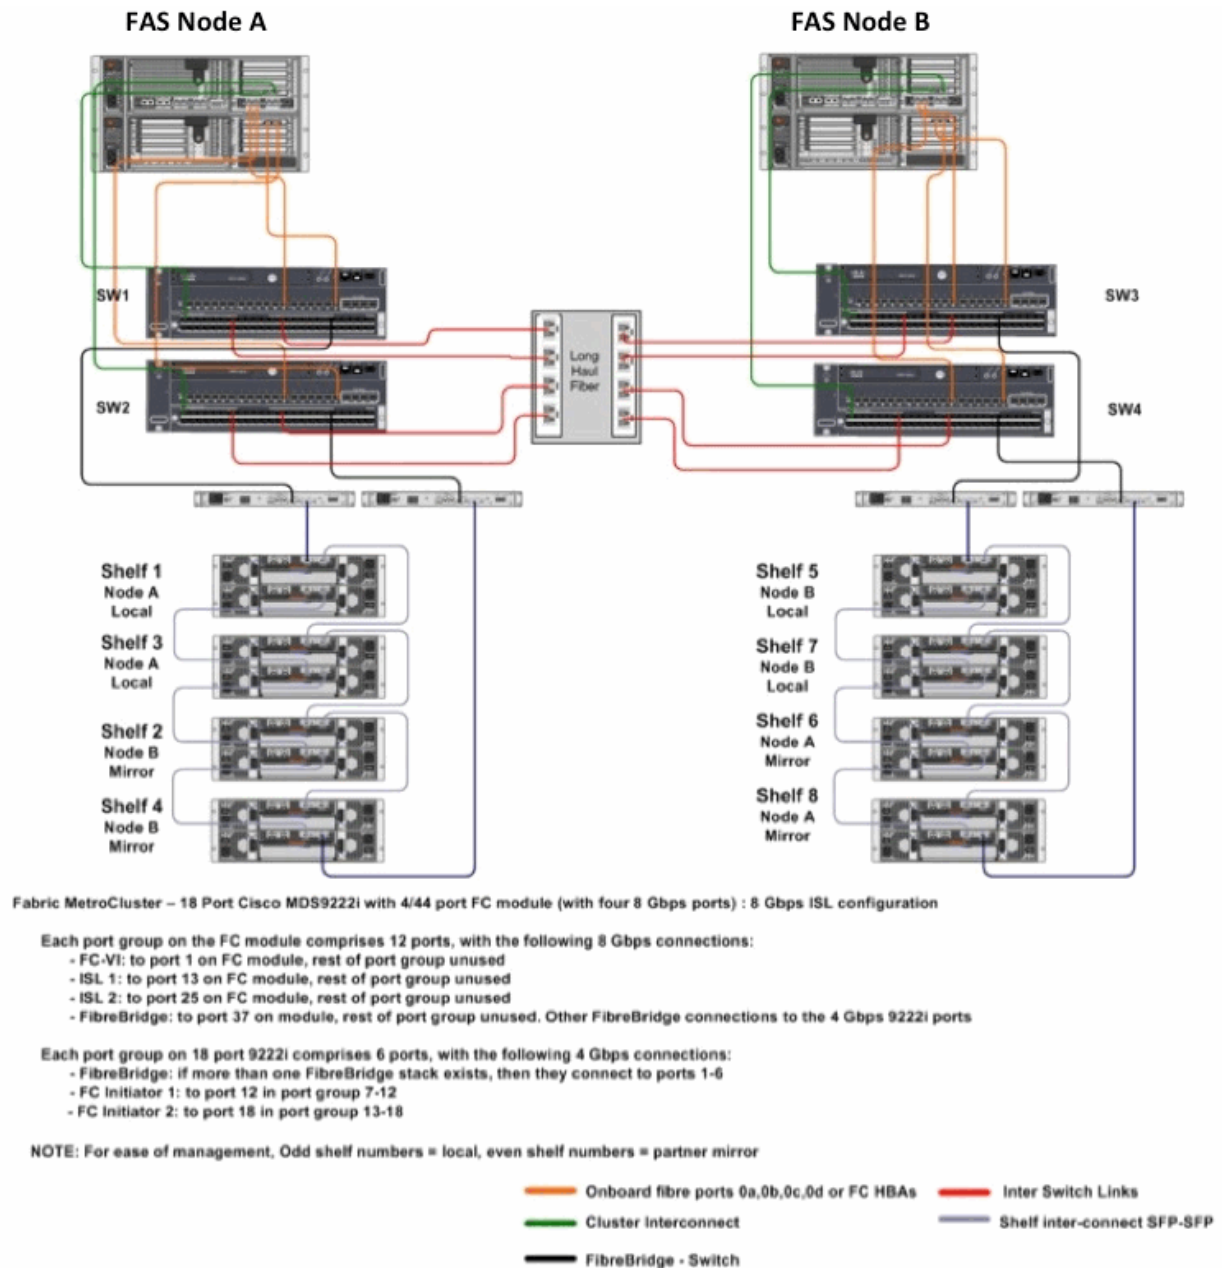 FAS Node A
FAS Node B
SW1
SW3
Long
Haul
Fiber
SW2
SW4
Shelf 1
Node A
Local
Shelf 3
Node A
Local
Shelf 2
Node B
Mirror
Shelf 4
Node B
Mirror
Shelf 5
Node B
Local
Shelf 7
Node B
Local
Shelf 6
Node A
Mirror
Shelf 8
Node A
Mirror
Fabric MetroCluster – 18 Port Cisco MDS9222i with 4/44 port FC module (with four 8 Gbps ports) : 8 Gbps ISL configuration
Each port group on the FC module comprises 12 ports, with the following 8 Gbps connections:
- FC-VI: to port 1 on FC module, rest of port group unused
- ISL 1: to port 13 on FC module, rest of port group unused
- ISL 2: to port 25 on FC module, rest of port group unused
- FibreBridge: to port 37 on module, rest of port group unused. Other FibreBridge connections to the 4 Gbps 9222i ports
Each port group on 18 port 9222i comprises 6 ports, with the following 4 Gbps connections:
- FibreBridge: if more than one FibreBridge stack exists, then they connect to ports 1-6
- FC Initiator 1: to port 12 in port group 7-12
- FC Initiator 2: to port 18 in port group 13-18
NOTE: For ease of management, Odd shelf numbers = local, even shelf numbers = partner mirror
Onboard fibre ports 0a,0b,0c,0d or FC HBAs
Inter Switch Links
Cluster Interconnect
Shelf inter-connect SFP-SFP
FibreBridge - Switch